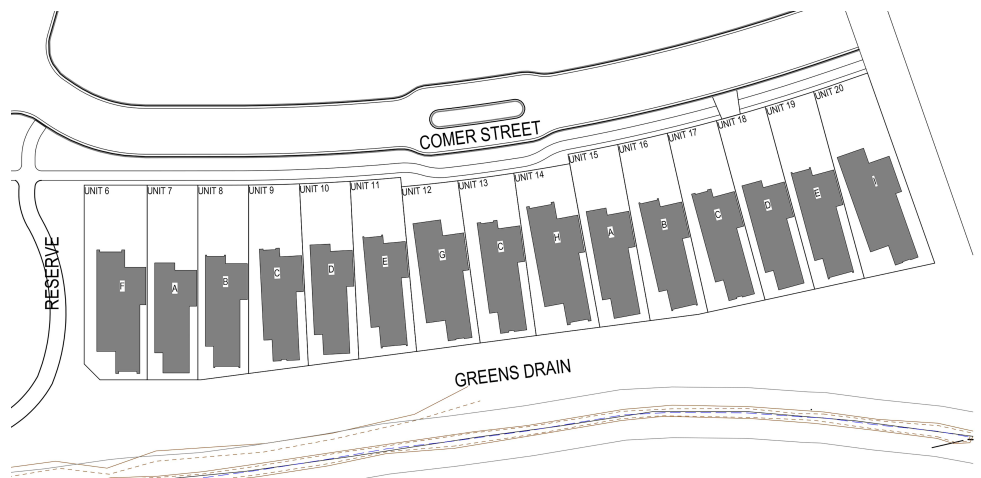 COMER STREET
UNIT 6
UNIT 7
UNIT 8
UNIT 9
UNIT 10
UNIT 11
UNIT 12
UNIT 13
UNIT 14
UNIT 15
UNIT 16
UNIT 17
UNIT 18
UNIT 19
UNIT 20
RESERVE
F
A
B
C
D
E
G
C
H
A
B
C
D
E
GREENS DRAIN